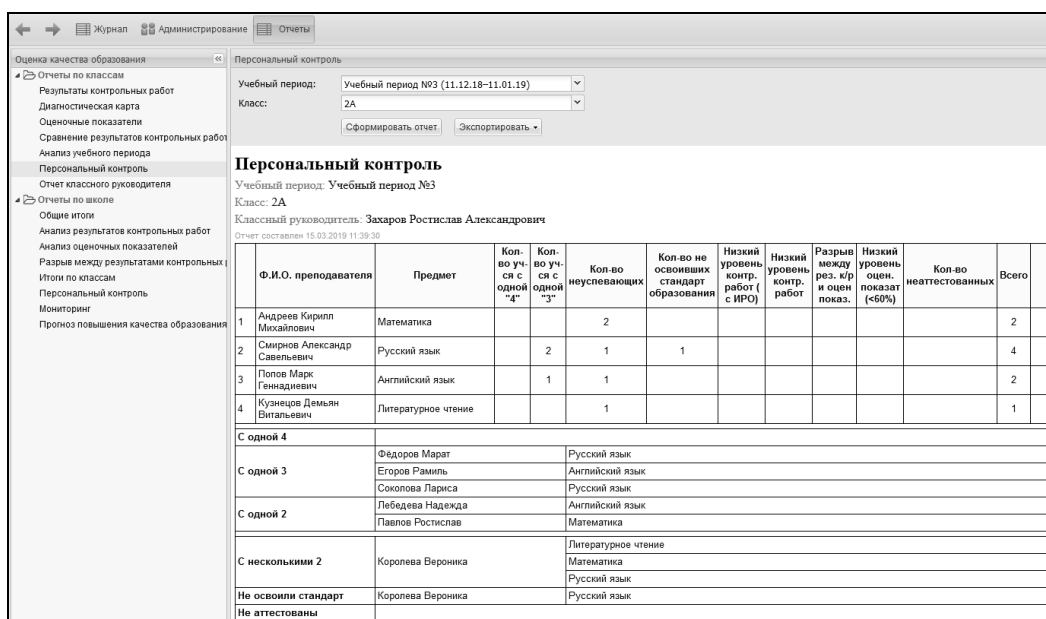 Журнал Администрирование Отчеты
Оценка качества образования
Отчеты по классам
Результаты контрольных работ
Диагностическая карта
Оценочные показатели
Сравнение результатов контрольных работ
Анализ учебного периода
Персональный контроль
Отчет классного руководителя
Отчеты по школе
Общие итоги
Анализ результатов контрольных работ
Анализ оценочных показателей
Разрыв между результатами контрольных
Итоги по классам
Персональный контроль
Мониторинг
Прогноз повышения качества образования
Персональный контроль
Учебный период: Учебный период №3 (11.12.18–11.01.19)
Класс: 2А
Сформировать отчет Экспортировать
Персональный контроль
Учебный период: Учебный период №3
Класс: 2А
Классный руководитель: Захаров Ростислав Александрович
Отчет составлен 15.03.2019 11:39:30
Ф.И.О. преподавателя
Предмет
Кол-
во уч-
ся с
одной
"4"
Кол-
во уч-
ся с
одной
"3"
Кол-во
неуспевающих
Кол-во не
освоивших
стандарт
образования
Низкий
уровень
контр.
работ (
с ИРО)
Низкий
уровень
контр.
работ
Разрыв
между
рез. к/р
и оцен
показ.
Низкий
уровень
оцен.
показат
(<60%)
Кол-во
неаттестованных
Всего
1 Андреев Кирилл
Михайлович
Математика 2 2
2 Смирнов Александр
Савельевич
Русский язык 2 1 1 4
3 Попов Марк
Геннадиевич
Английский язык 1 1 2
4 Кузнецов Демьян
Витальевич
Литературное чтение 1 1
С одной 4
С одной 3
Фёдоров Марат Русский язык
Егоров Рамиль Английский язык
Соколова Лариса Русский язык
С одной 2
Лебедева Надежда Английский язык
Павлов Ростислав Математика
С несколькими 2 Королева Вероника
Литературное чтение
Математика
Русский язык
Не освоили стандарт Королева Вероника Русский язык
Не аттестованы